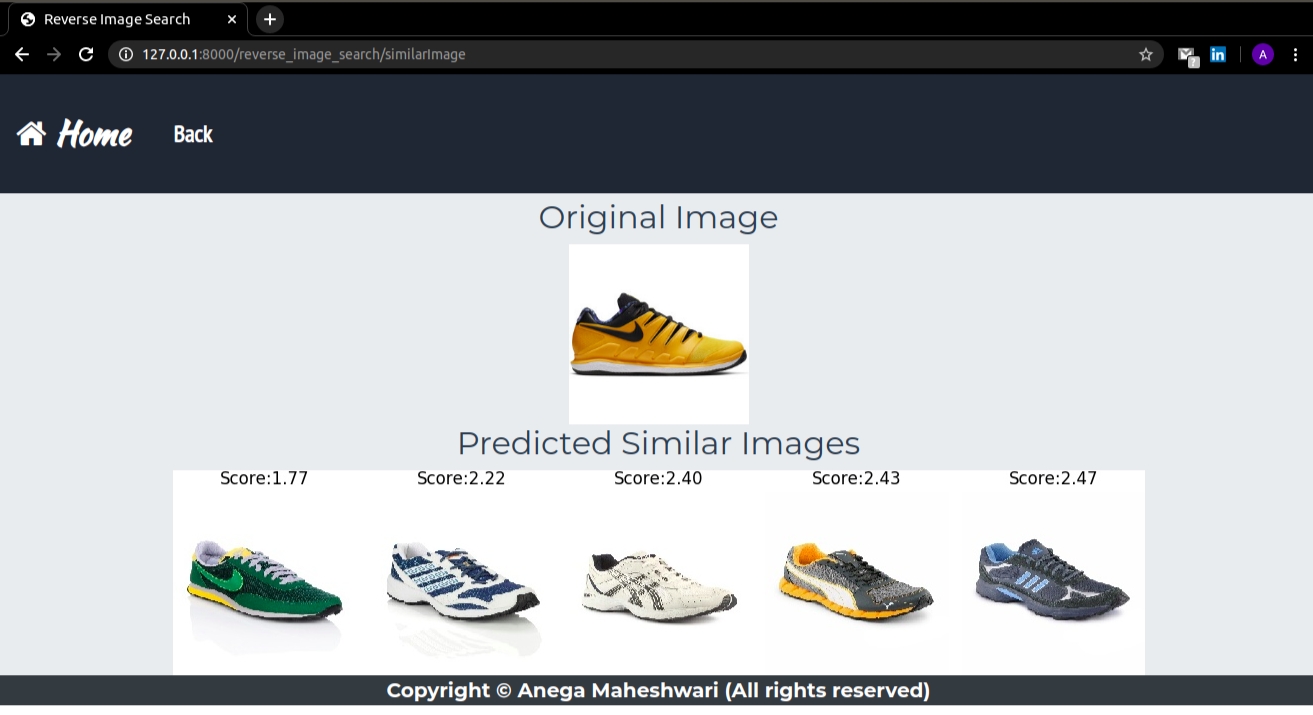 Reverse Image Search
127.0.0.1:8000/reverse_image_search/similarImage
A
Home Back
Original Image
Predicted Similar Images
Score:1.77 Score:2.22 Score:2.40 Score:2.43 Score:2.47
Copyright © Anega Maheshwari (All rights reserved)